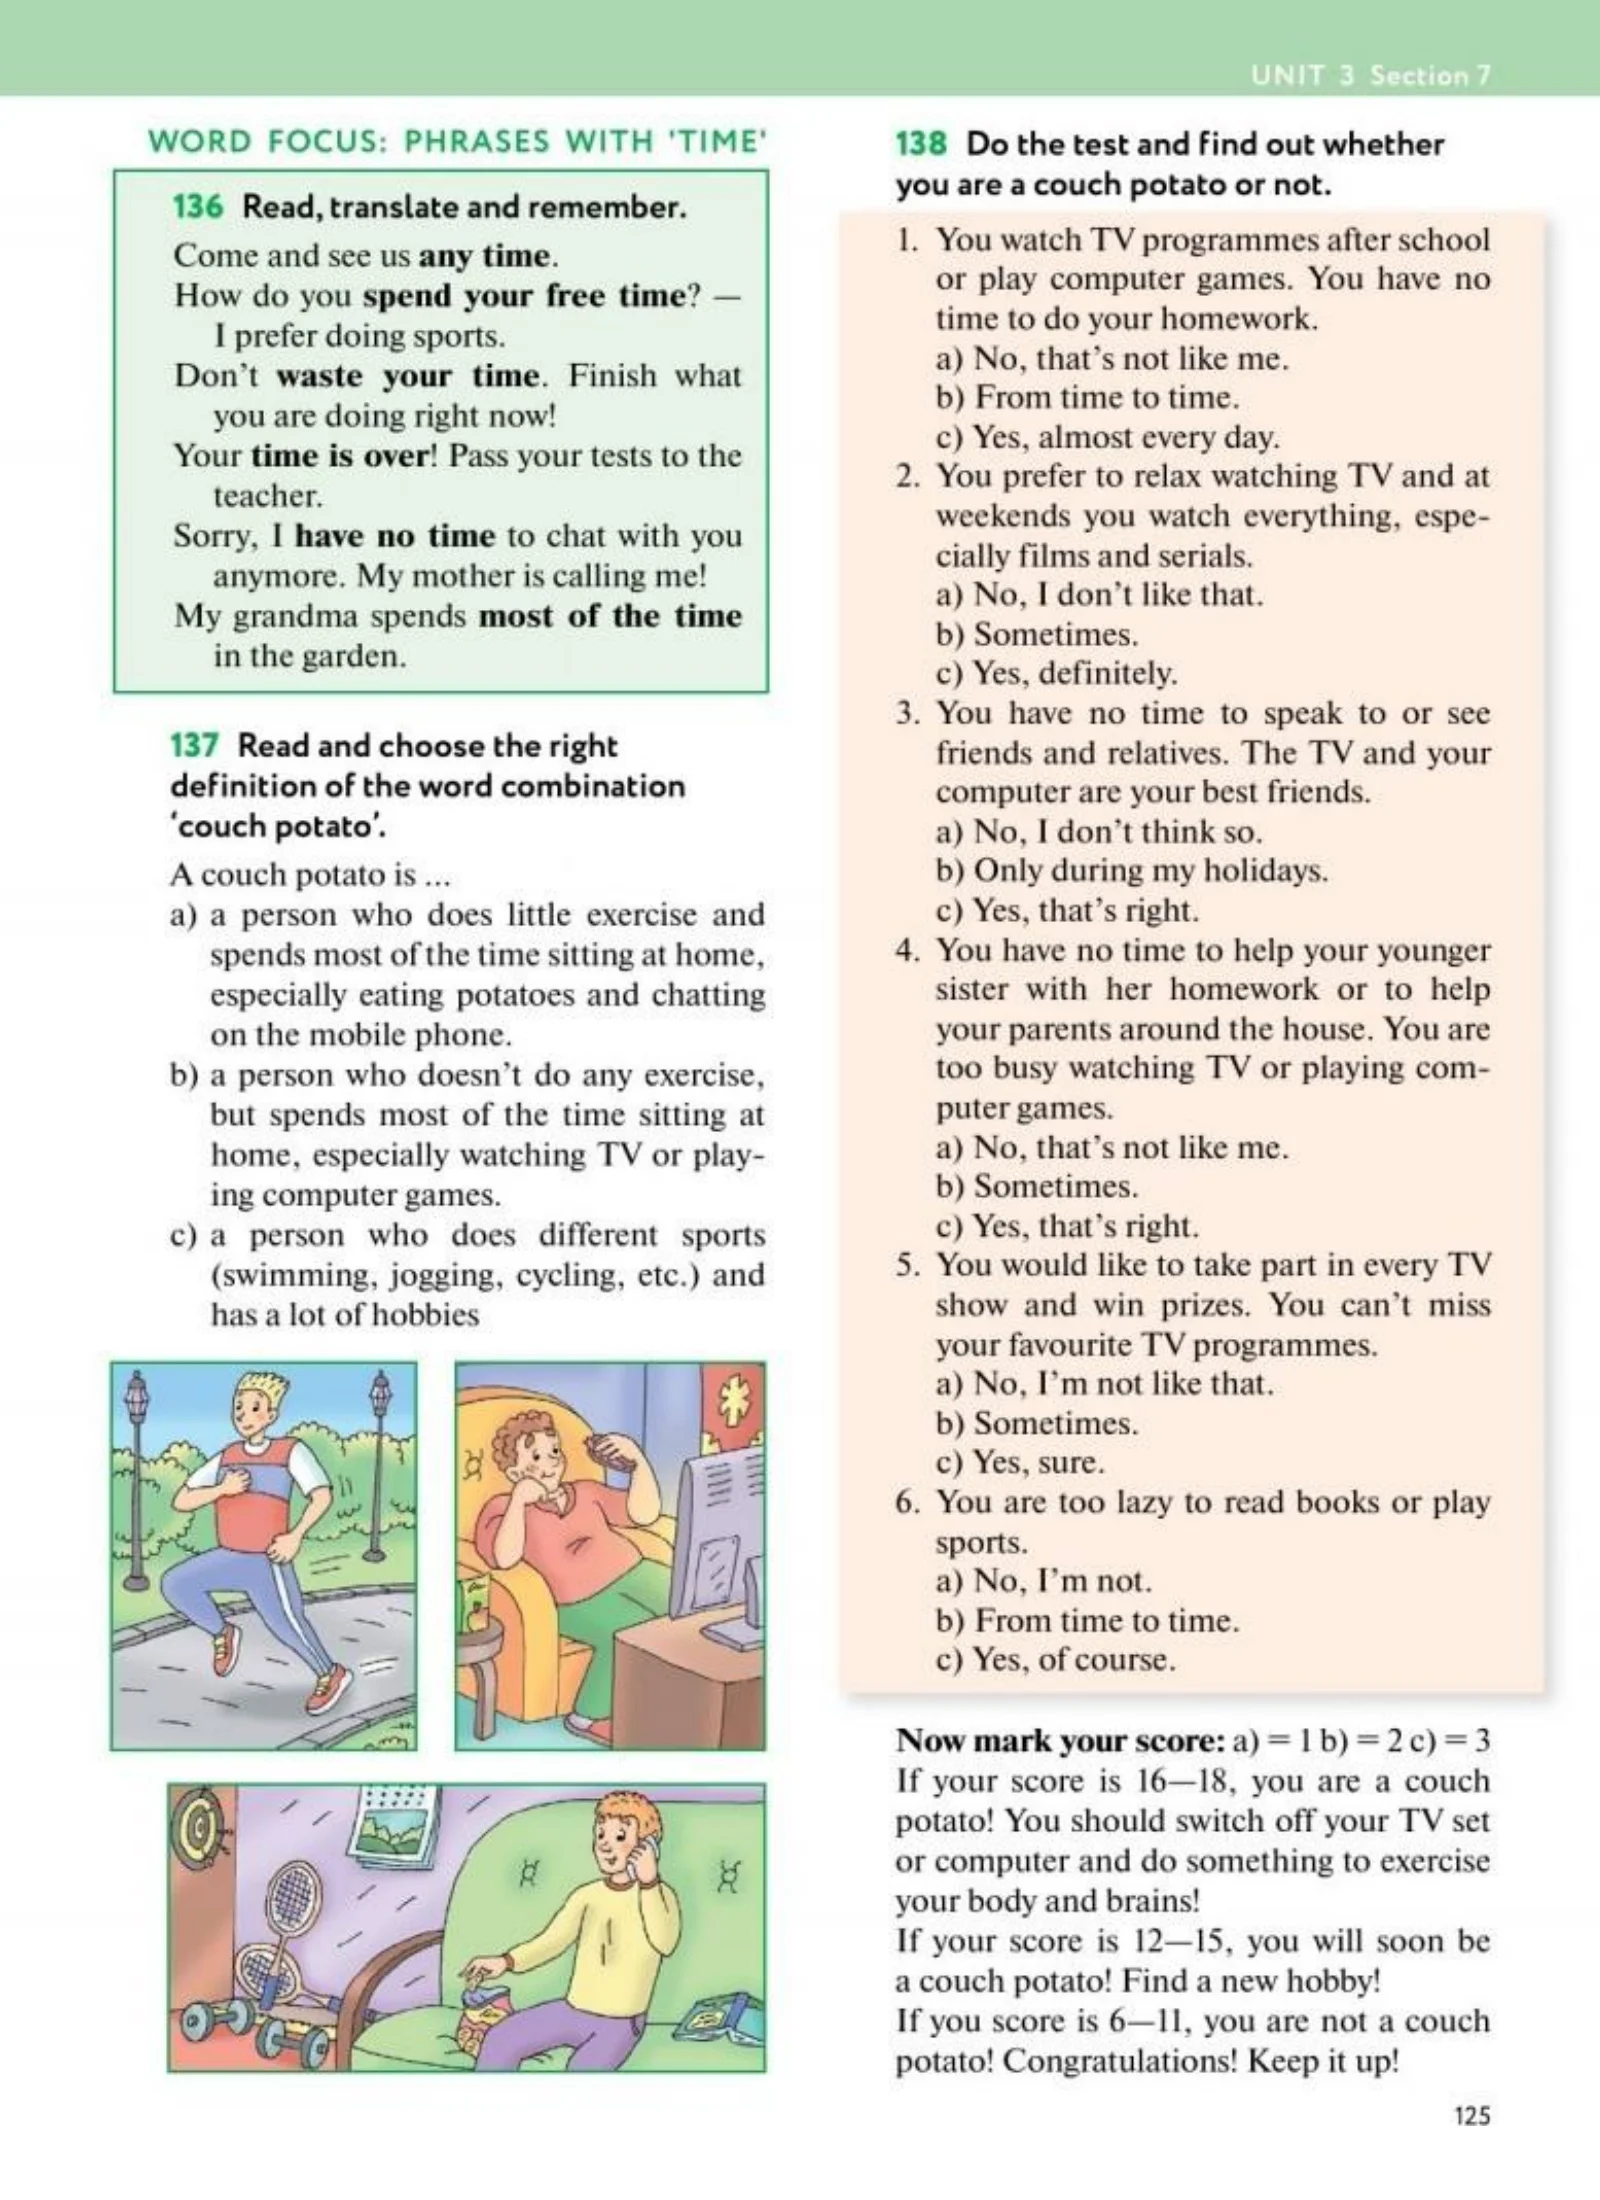 UNIT 3 Section 7
WORD FOCUS: PHRASES WITH 'TIME'
136 Read, translate and remember.
Come and see us any time.
How do you spend your free time? —
I prefer doing sports.
Don't waste your time. Finish what
you are doing right now!
Your time is over! Pass your tests to the
teacher.
Sorry, I have no time to chat with you
anymore. My mother is calling me!
My grandma spends most of the time
in the garden.
137 Read and choose the right
definition of the word combination
'couch potato'.
A couch potato is ...
a) a person who does little exercise and
spends most of the time sitting at home,
especially eating potatoes and chatting
on the mobile phone.
b) a person who doesn't do any exercise,
but spends most of the time sitting at
home, especially watching TV or play-
ing computer games.
c) a person who does different sports
(swimming, jogging, cycling, etc.) and
has a lot of hobbies
138 Do the test and find out whether
you are a couch potato or not.
1. You watch TV programmes after school
or play computer games. You have no
time to do your homework.
a) No, that's not like me.
b) From time to time.
c) Yes, almost every day.
2. You prefer to relax watching TV and at
weekends you watch everything, espe-
cially films and serials.
a) No, I don't like that.
b) Sometimes.
c) Yes, definitely.
3. You have no time to speak to or see
friends and relatives. The TV and your
computer are your best friends.
a) No, I don't think so.
b) Only during my holidays.
c) Yes, that's right.
4. You have no time to help your younger
sister with her homework or to help
your parents around the house. You are
too busy watching TV or playing com-
puter games.
a) No, that's not like me.
b) Sometimes.
c) Yes, that's right.
5. You would like to take part in every TV
show and win prizes. You can't miss
your favourite TV programmes.
a) No, I'm not like that.
b) Sometimes.
c) Yes, sure.
6. You are too lazy to read books or play
sports.
a) No, I'm not.
b) From time to time.
c) Yes, of course.
Now mark your score: a) = 1 b) = 2 c) = 3
If your score is 16—18, you are a couch
potato! You should switch off your TV set
or computer and do something to exercise
your body and brains!
If your score is 12—15, you will soon be
a couch potato! Find a new hobby!
If you score is 6—11, you are not a couch
potato! Congratulations! Keep it up!
125